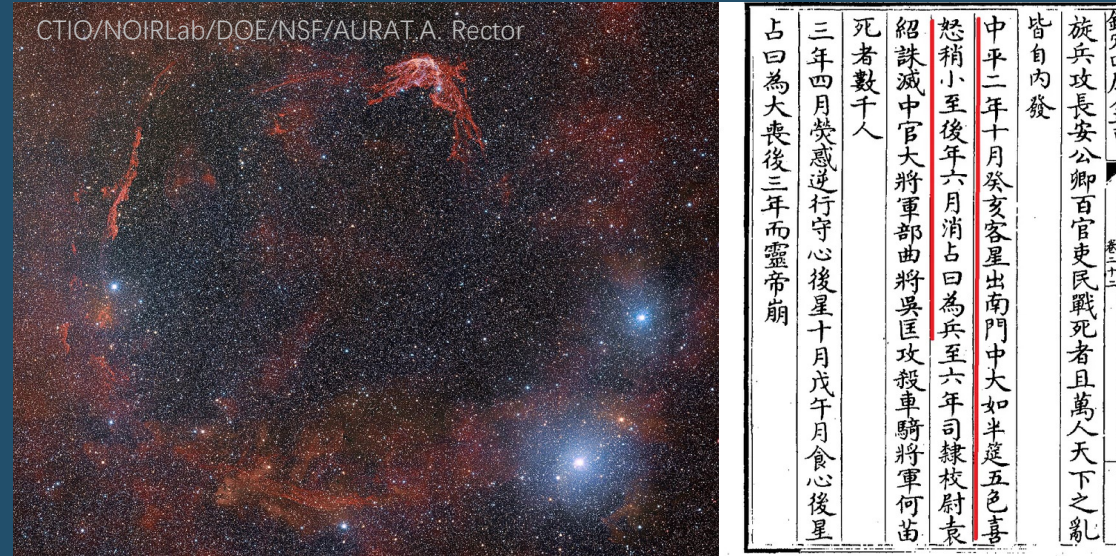 CTIO/NOIRLab/DOE/NSF/AURAT.A. Rector
卷二十二
旋兵攻長安公卿百官吏民戰死者且萬人天下之亂
皆自內發
中平二年十月癸亥客星出南門中大如半筵五色喜
怒稍小至後年六月消占曰為兵至六年司隸校尉袁
紹誅滅中官大將軍部曲將吳匡攻殺車騎將軍何苗
死者數千人
三年四月熒惑逆行守心後星十月戊午月食心後星
占曰為大喪後三年而靈帝崩